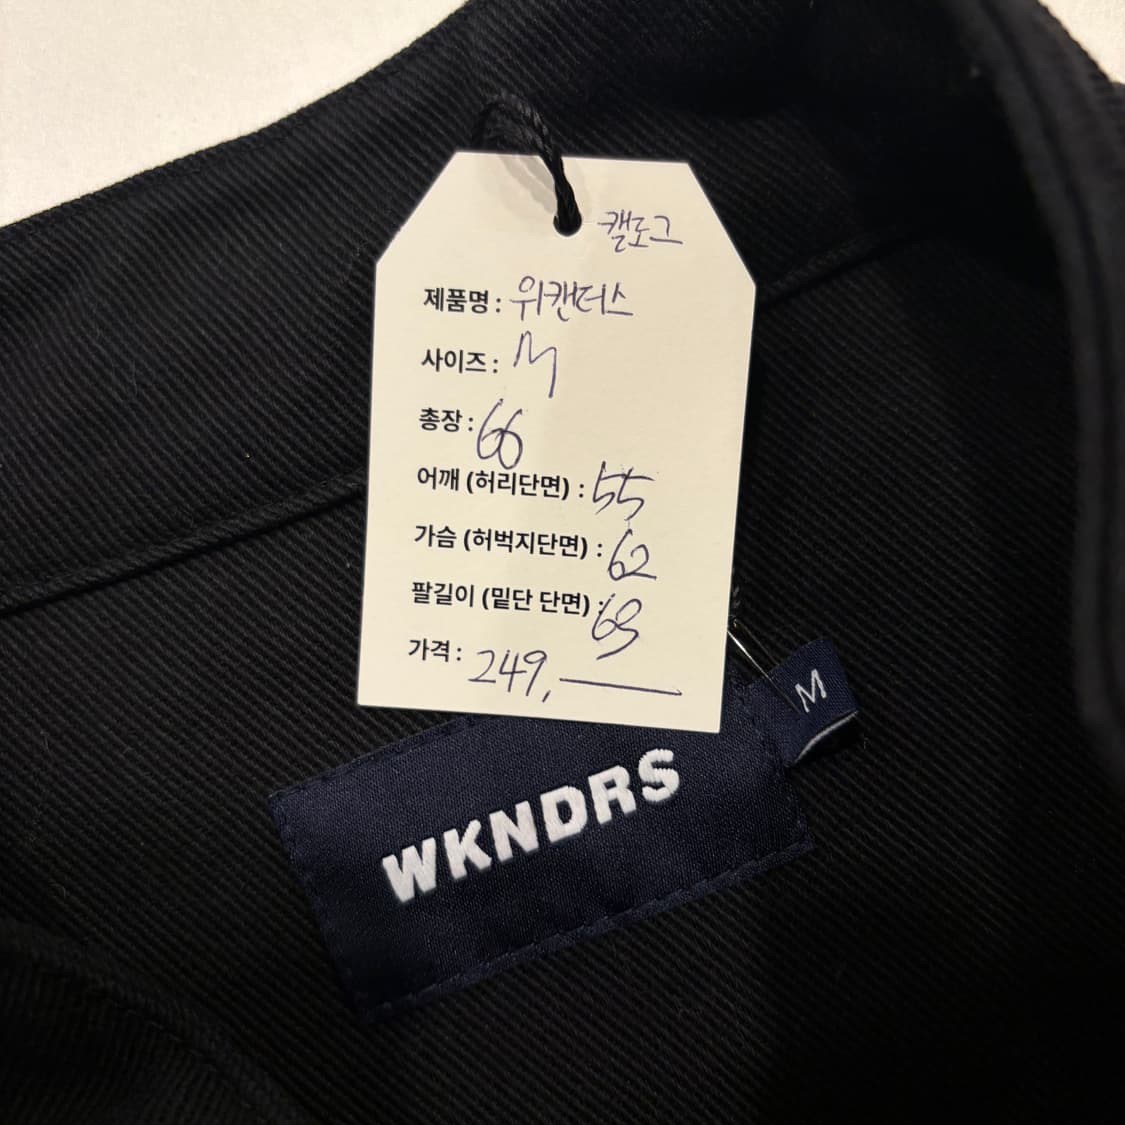 캘로그
제품명 : 위캔더스
사이즈 : M
총장 : 66
어깨 (허리단면) : 55
가슴 (허벅지단면) : 62
팔길이 (밑단 단면) : 63
가격 : 249,
M
WKNDRS